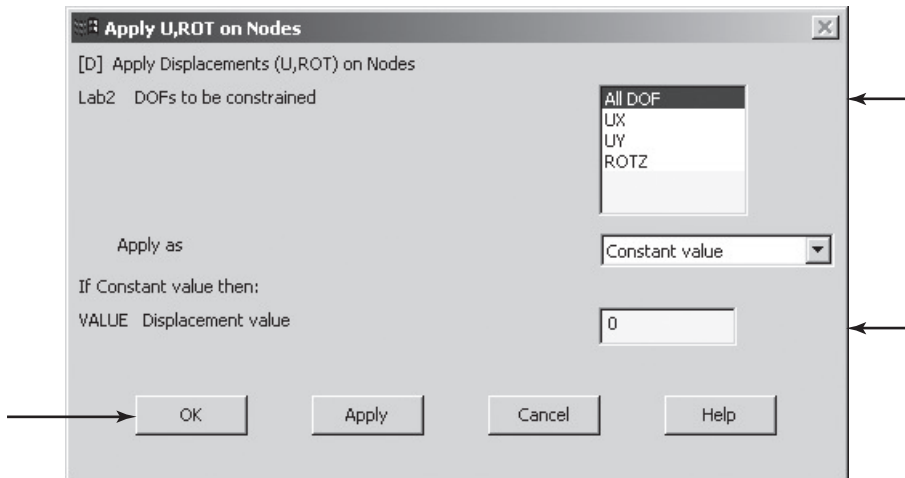 Apply U,ROT on Nodes
[D] Apply Displacements (U,ROT) on Nodes
Lab2 DOFs to be constrained
All DOF
UX
UY
ROTZ
Apply as
Constant value
If Constant value then:
VALUE Displacement value
0
OK
Apply
Cancel
Help